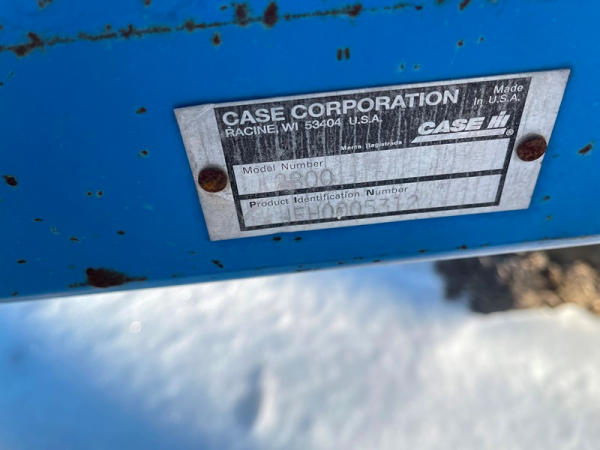 CASE CORPORATION
RACINE, WI 53404 U.S.A.
Made
In U.S.A.
CASE IH
Marca Registrada
Model Number
Product Identification Number